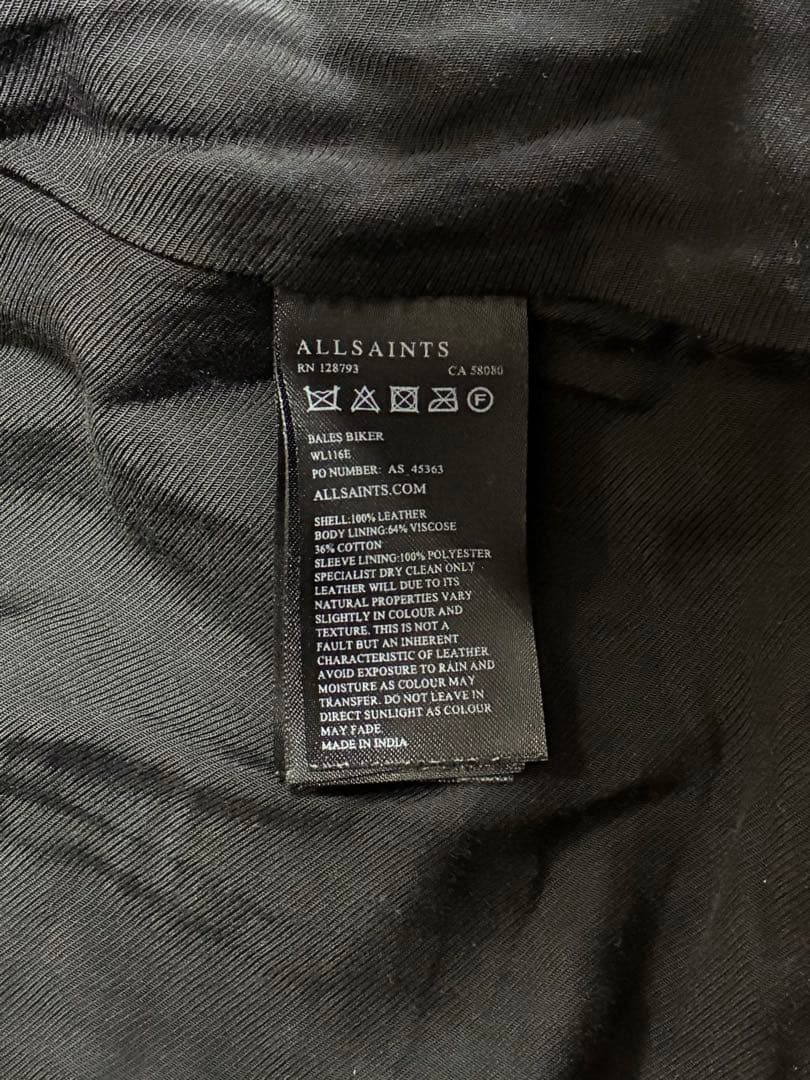 ALLSAINTS
RN 128793 CA 58080
F
BALES BIKER
WL116E
PO NUMBER: AS 45363
ALLSAINTS.COM
SHELL:100% LEATHER
BODY LINING:64% VISCOSE
36% COTTON
SLEEVE LINING:100% POLYESTER
SPECIALIST DRY CLEAN ONLY
LEATHER WILL DUE TO ITS
NATURAL PROPERTIES VARY
SLIGHTLY IN COLOUR AND
TEXTURE. THIS IS NOT A
FAULT BUT AN INHERENT
CHARACTERISTIC OF LEATHER
AVOID EXPOSURE TO RAIN AND
MOISTURE AS COLOUR MAY
TRANSFER. DO NOT LEAVE IN
DIRECT SUNLIGHT AS COLOUR
MAY FADE.
MADE IN INDIA